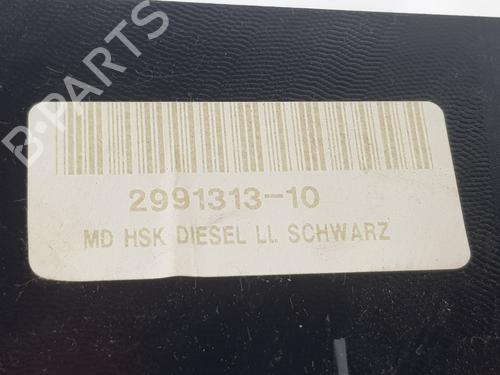 2991313-10
MD HSK DIESEL LL SCHWARZ
B-PARTS